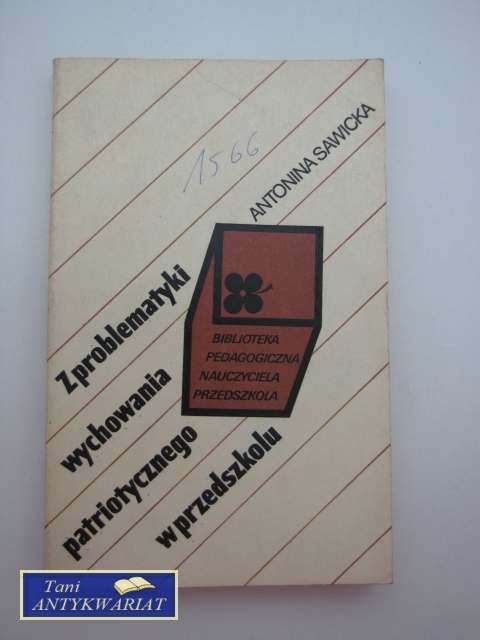 1566
ANTONINA SAWICKA
Z problematyki
wychowania
patriotycznego
w przedszkolu
BIBLIOTEKA
PEDAGOGICZNA
NAUCZYCIELA
PRZEDSZKOLA
Tani
ANTYKWARIAT